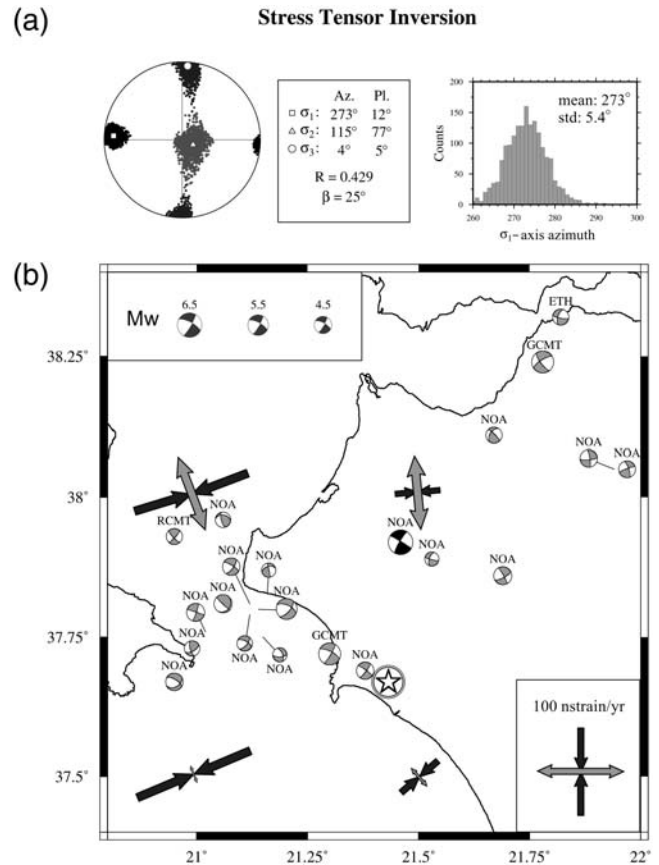 (a)
Stress Tensor Inversion
Az. Pl.
σ1: 273° 12°
σ2: 115° 77°
σ3: 4° 5°
R = 0.429
β = 25°
200
150
100
50
0
Counts
mean: 273°
std: 5.4°
260 270 280 290 300
σ1-axis azimuth
(b)
Mw
6.5 5.5 4.5
ETH
GCMT
NOA
NOA
NOA
NOA
RCMT
NOA
NOA
NOA
NOA
NOA
NOA
NOA
NOA
NOA
NOA
NOA
GCMT
NOA
NOA
NOA
100 nstrain/yr
38.25°
38°
37.75°
37.5°
21° 21.25° 21.5° 21.75° 22°